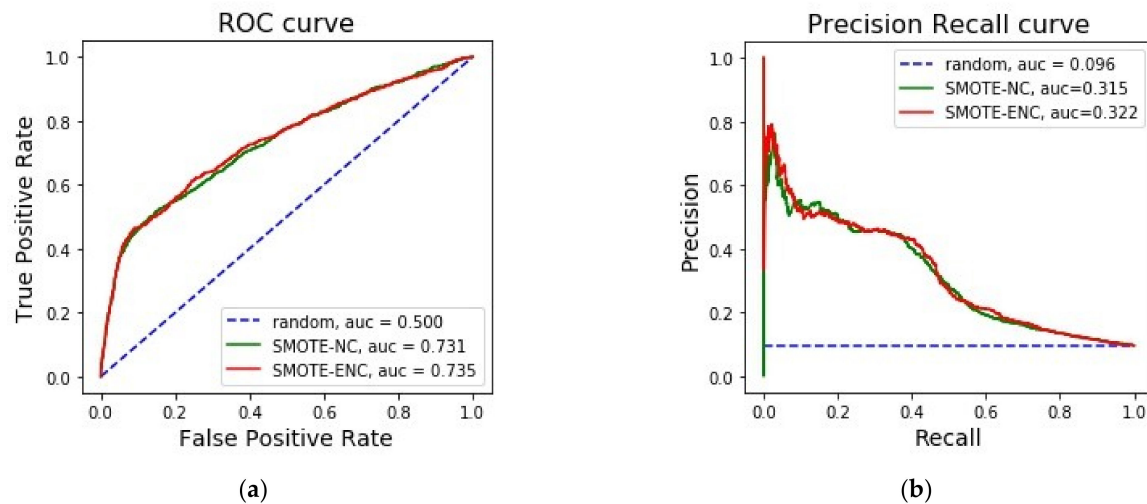 ROC curve
1.0
0.8
0.6
0.4
0.2
0.0
True Positive Rate
random, auc = 0.500
SMOTE-NC, auc = 0.731
SMOTE-ENC, auc = 0.735
0.0 0.2 0.4 0.6 0.8 1.0
False Positive Rate
(a)
Precision Recall curve
random, auc = 0.096
SMOTE-NC, auc=0.315
SMOTE-ENC, auc=0.322
1.0
0.8
0.6
0.4
0.2
0.0
Precision
0.0 0.2 0.4 0.6 0.8 1.0
Recall
(b)